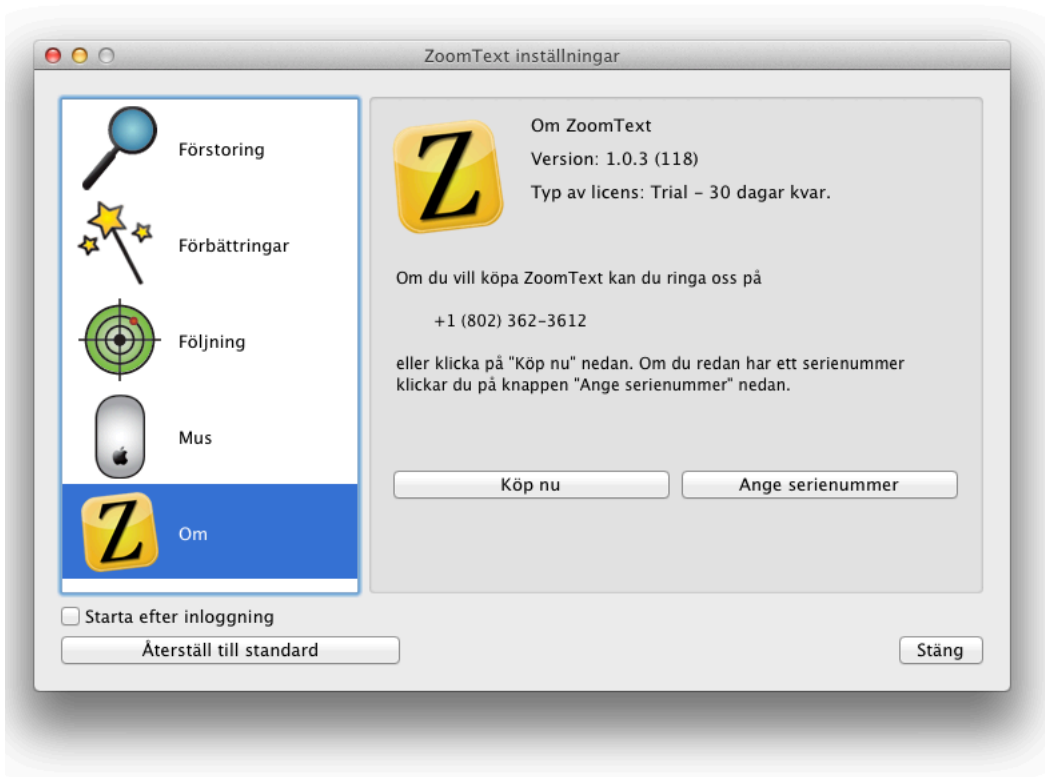 ZoomText inställningar
Förstoring
Förbättringar
Följning
Mus
Z
Om
Z
Om ZoomText
Version: 1.0.3 (118)
Typ av licens: Trial – 30 dagar kvar.
Om du vill köpa ZoomText kan du ringa oss på
+1 (802) 362-3612
eller klicka på "Köp nu" nedan. Om du redan har ett serienummer
klickar du på knappen "Ange serienummer" nedan.
Köp nu
Ange serienummer
Starta efter inloggning
Återställ till standard
Stäng